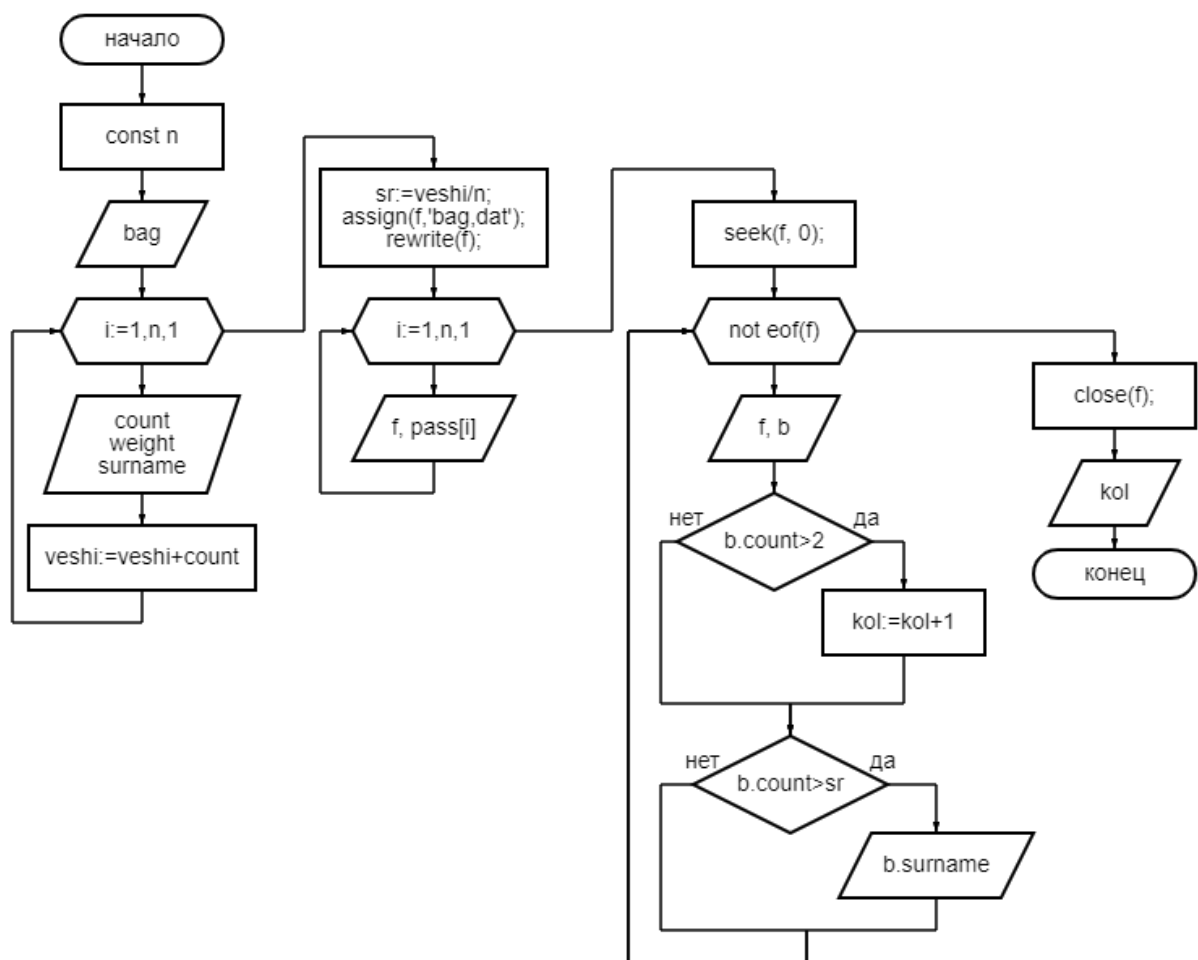 начало
const n
bag
i:=1,n,1
count
weight
surname
veshi:=veshi+count
sr:=veshi/n;
assign(f,'bag,dat');
rewrite(f);
i:=1,n,1
f, pass[i]
seek(f, 0);
not eof(f)
f, b
нет
да
b.count>2
kol:=kol+1
нет
да
b.count>sr
b.surname
close(f);
kol
конец